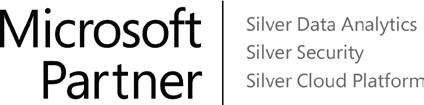 Microsoft
Partner
Silver Data Analytics
Silver Security
Silver Cloud Platform